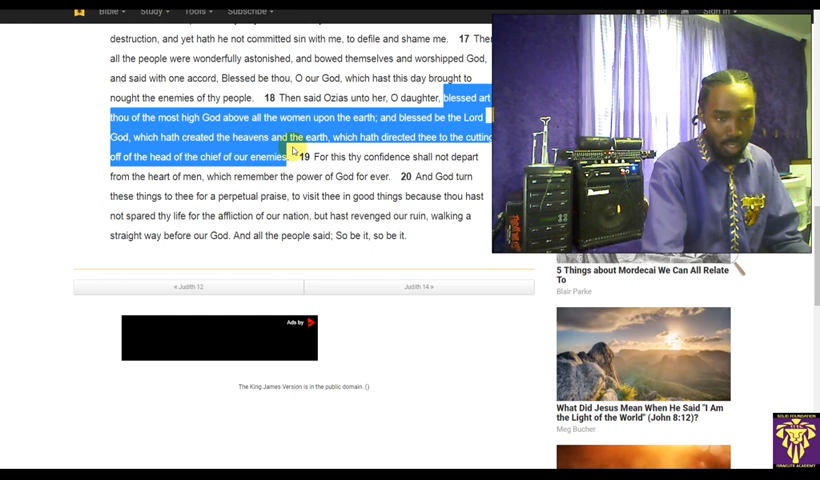 Bible Study Tools Subscribe Sign In
destruction, and yet hath he not committed sin with me, to defile and shame me. 17 Then
all the people were wonderfully astonished, and bowed themselves and worshipped God,
and said with one accord, Blessed be thou, O our God, which hast this day brought to
nought the enemies of thy people. 18 Then said Ozias unto her, O daughter, blessed art
thou of the most high God above all the women upon the earth; and blessed be the Lord
God, which hath created the heavens and the earth, which hath directed thee to the cutting
off of the head of the chief of our enemies. 19 For this thy confidence shall not depart
from the heart of men, which remember the power of God for ever. 20 And God turn
these things to thee for a perpetual praise, to visit thee in good things because thou hast
not spared thy life for the affliction of our nation, but hast revenged our ruin, walking a
straight way before our God. And all the people said; So be it, so be it.
« Judith 12
Judith 14 »
Ads by
The King James Version is in the public domain. ()
5 Things about Mordecai We Can All Relate
To
Blair Parke
What Did Jesus Mean When He Said "I Am
the Light of the World" (John 8:12)?
Meg Bucher
SOLID FOUNDATION
ISRAELITE ACADEMY